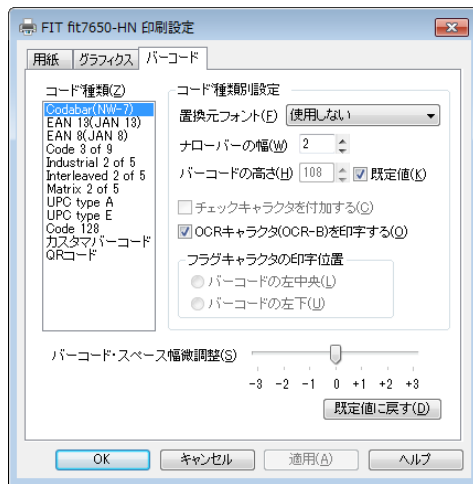 FIT fit7650-HN 印刷設定
用紙 グラフィクス バーコード
コード種類(Z)
Codabar(NW-7)
EAN 13(JAN 13)
EAN 8(JAN 8)
Code 3 of 9
Industrial 2 of 5
Interleaved 2 of 5
Matrix 2 of 5
UPC type A
UPC type E
Code 128
カスタマバーコード
QRコード
コード種類別設定
置換元フォント(F) 使用しない
ナローバーの幅(W) 2
バーコードの高さ(H) 108 既定値(K)
チェックキャラクタを付加する(C)
OCRキャラクタ(OCR-B)を印字する(O)
フラグキャラクタの印字位置
バーコードの左中央(L)
バーコードの左下(U)
バーコード・スペース幅微調整(S)
-3 -2 -1 0 +1 +2 +3
既定値に戻す(D)
OK キャンセル 適用(A) ヘルプ